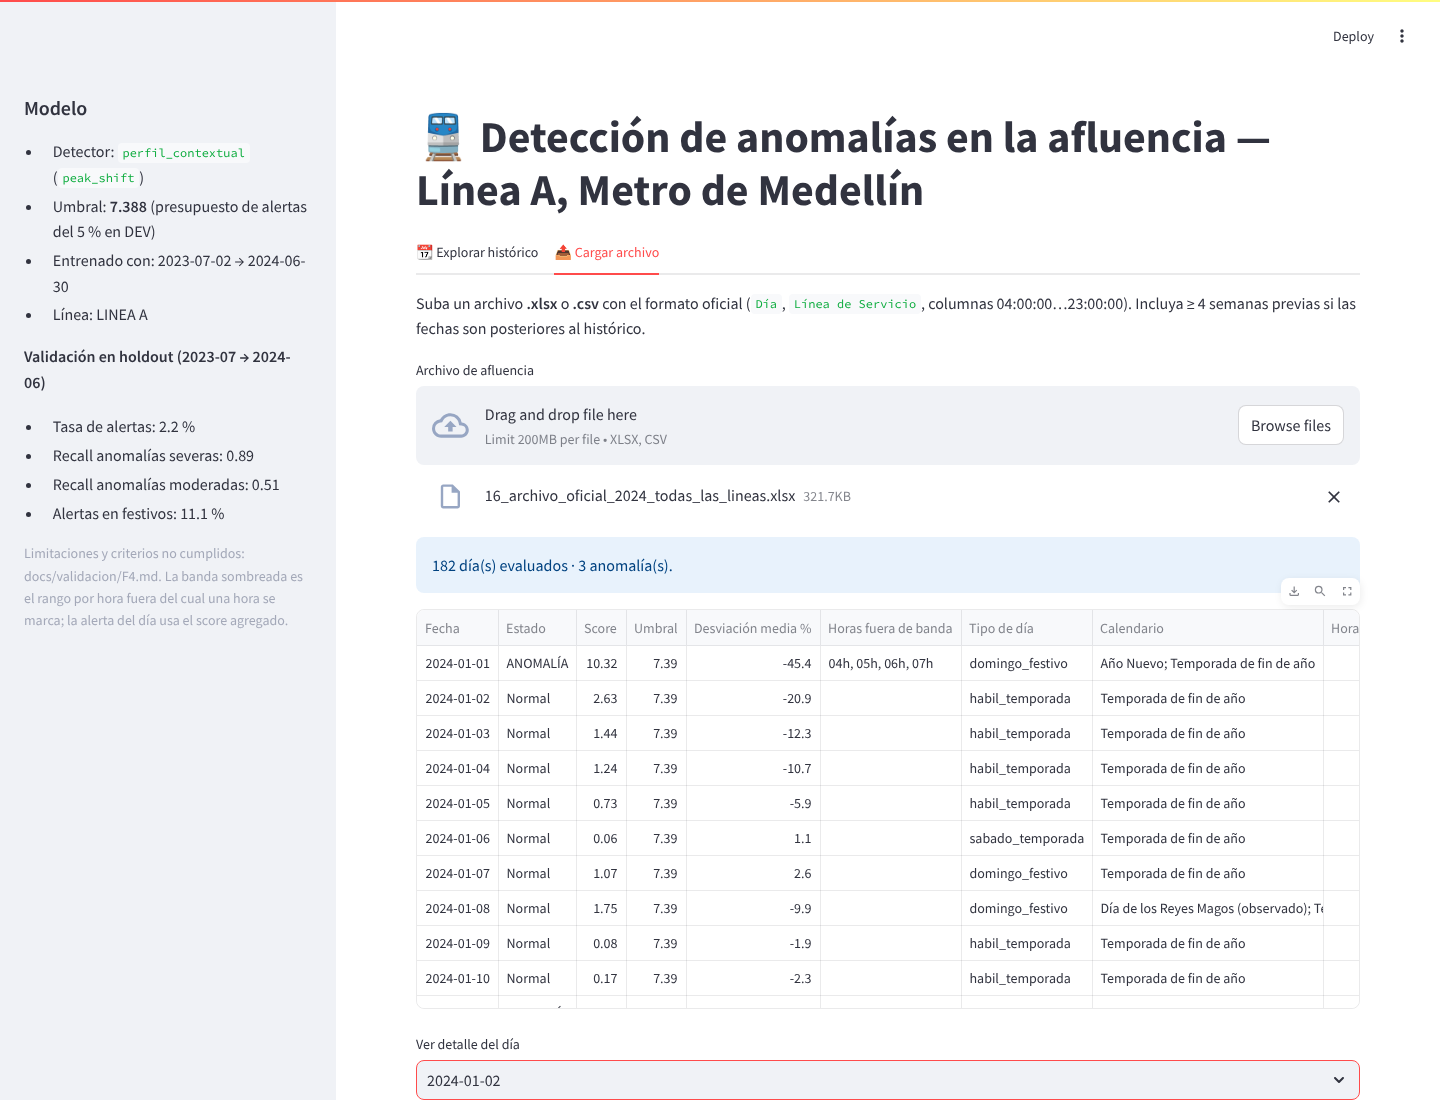 Deploy
Modelo
Detector: perfil_contextual
( peak_shift )
Umbral: 7.388 (presupuesto de alertas
del 5 % en DEV)
Entrenado con: 2023-07-02 → 2024-06-
30
Línea: LINEA A
Validación en holdout (2023-07 → 2024-
06)
Tasa de alertas: 2.2 %
Recall anomalías severas: 0.89
Recall anomalías moderadas: 0.51
Alertas en festivos: 11.1 %
Limitaciones y criterios no cumplidos:
docs/validacion/F4.md. La banda sombreada es
el rango por hora fuera del cual una hora se
marca; la alerta del día usa el score agregado.
Detección de anomalías en la afluencia —
Línea A, Metro de Medellín
Explorar histórico Cargar archivo
Suba un archivo .xlsx o .csv con el formato oficial ( Día , Línea de Servicio , columnas 04:00:00…23:00:00). Incluya ≥ 4 semanas previas si las
fechas son posteriores al histórico.
Archivo de afluencia
Drag and drop file here
Limit 200MB per file • XLSX, CSV
Browse files
16_archivo_oficial_2024_todas_las_lineas.xlsx 321.7KB
182 día(s) evaluados · 3 anomalía(s).
Fecha Estado Score Umbral Desviación media % Horas fuera de banda Tipo de día Calendario Hora
2024-01-01 ANOMALÍA 10.32 7.39 -45.4 04h, 05h, 06h, 07h domingo_festivo Año Nuevo; Temporada de fin de año
2024-01-02 Normal 2.63 7.39 -20.9 habil_temporada Temporada de fin de año
2024-01-03 Normal 1.44 7.39 -12.3 habil_temporada Temporada de fin de año
2024-01-04 Normal 1.24 7.39 -10.7 habil_temporada Temporada de fin de año
2024-01-05 Normal 0.73 7.39 -5.9 habil_temporada Temporada de fin de año
2024-01-06 Normal 0.06 7.39 1.1 sabado_temporada Temporada de fin de año
2024-01-07 Normal 1.07 7.39 2.6 domingo_festivo Temporada de fin de año
2024-01-08 Normal 1.75 7.39 -9.9 domingo_festivo Día de los Reyes Magos (observado); Te
2024-01-09 Normal 0.08 7.39 -1.9 habil_temporada Temporada de fin de año
2024-01-10 Normal 0.17 7.39 -2.3 habil_temporada Temporada de fin de año
Ver detalle del día
2024-01-02